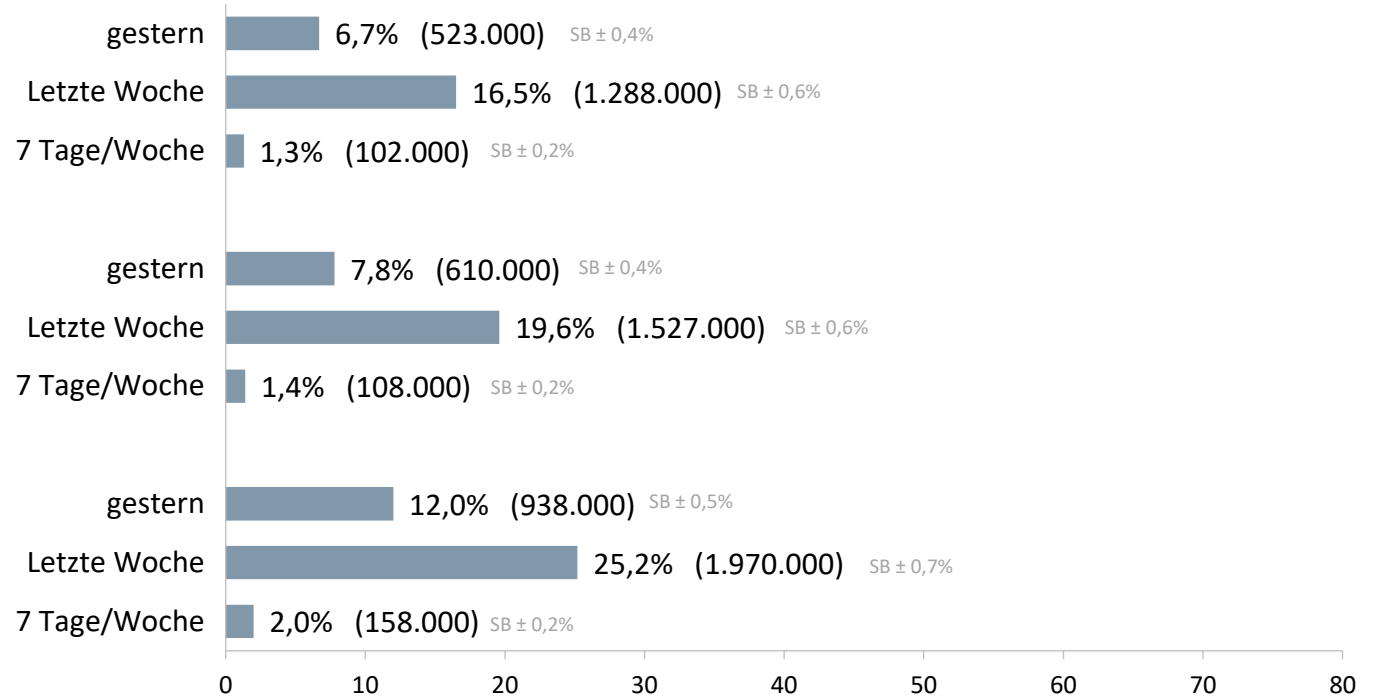 gestern 6,7% (523.000) SB ± 0,4%
Letzte Woche 16,5% (1.288.000) SB ± 0,6%
7 Tage/Woche 1,3% (102.000) SB ± 0,2%
gestern 7,8% (610.000) SB ± 0,4%
Letzte Woche 19,6% (1.527.000) SB ± 0,6%
7 Tage/Woche 1,4% (108.000) SB ± 0,2%
gestern 12,0% (938.000) SB ± 0,5%
Letzte Woche 25,2% (1.970.000) SB ± 0,7%
7 Tage/Woche 2,0% (158.000) SB ± 0,2%
0 10 20 30 40 50 60 70 80